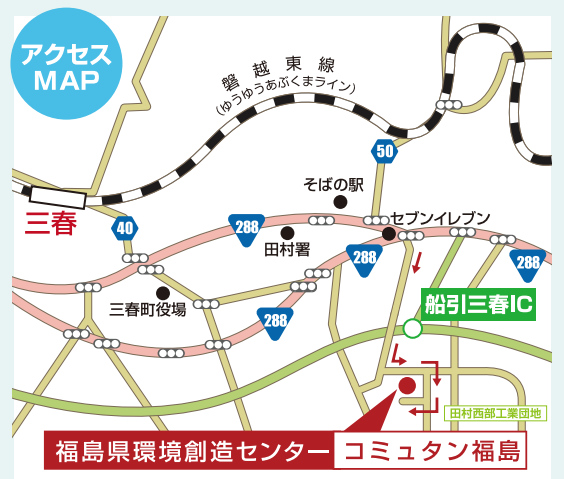 アクセス
MAP
磐越東線
(ゆうゆうあぶくまライン)
50
そばの駅
三春
40
288
セブンイレブン
田村署
288
288
三春町役場
船引三春IC
288
田村西部工業団地
福島県環境創造センター コミュタン福島